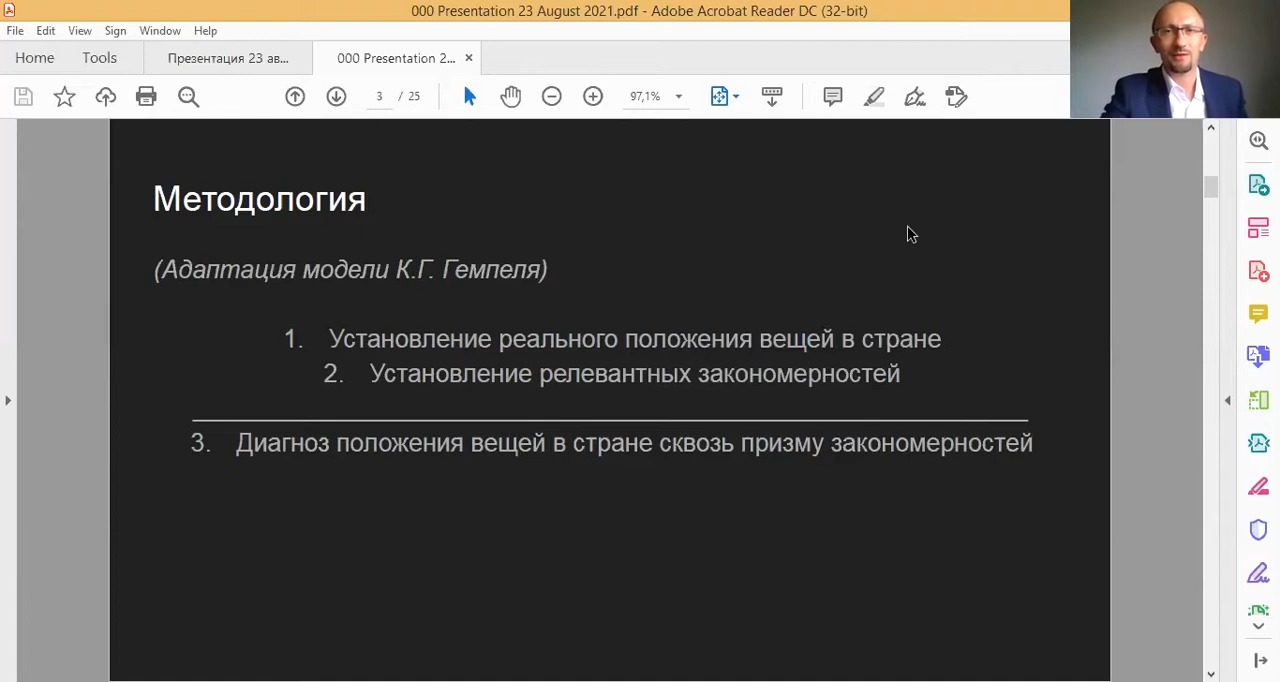 000 Presentation 23 August 2021.pdf - Adobe Acrobat Reader DC (32-bit)
File Edit View Sign Window Help
Home Tools Презентация 23 ав... 000 Presentation 2... ×
3 / 25 97,1%
Методология
(Адаптация модели К.Г. Гемпеля)
1. Установление реального положения вещей в стране
2. Установление релевантных закономерностей
3. Диагноз положения вещей в стране сквозь призму закономерностей